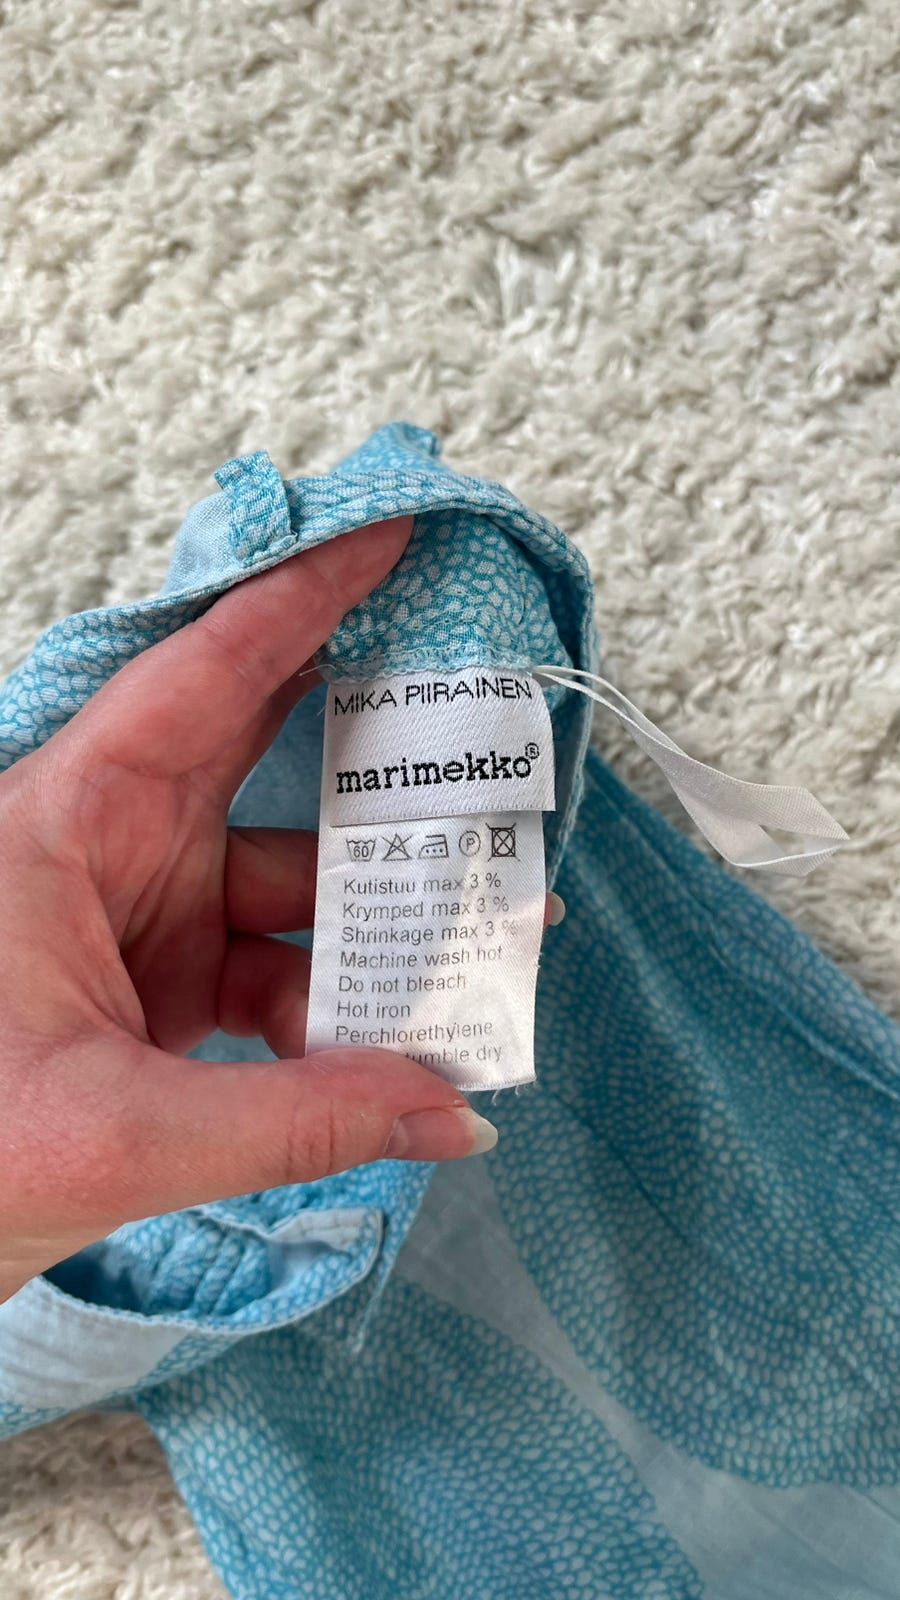 MIKA PIIRAINEN
marimekko®
60 P
Kutistuu max 3 %
Krymped max 3 %
Shrinkage max 3 %
Machine wash hot
Do not bleach
Hot iron
Perchlorethylene
tumble dry